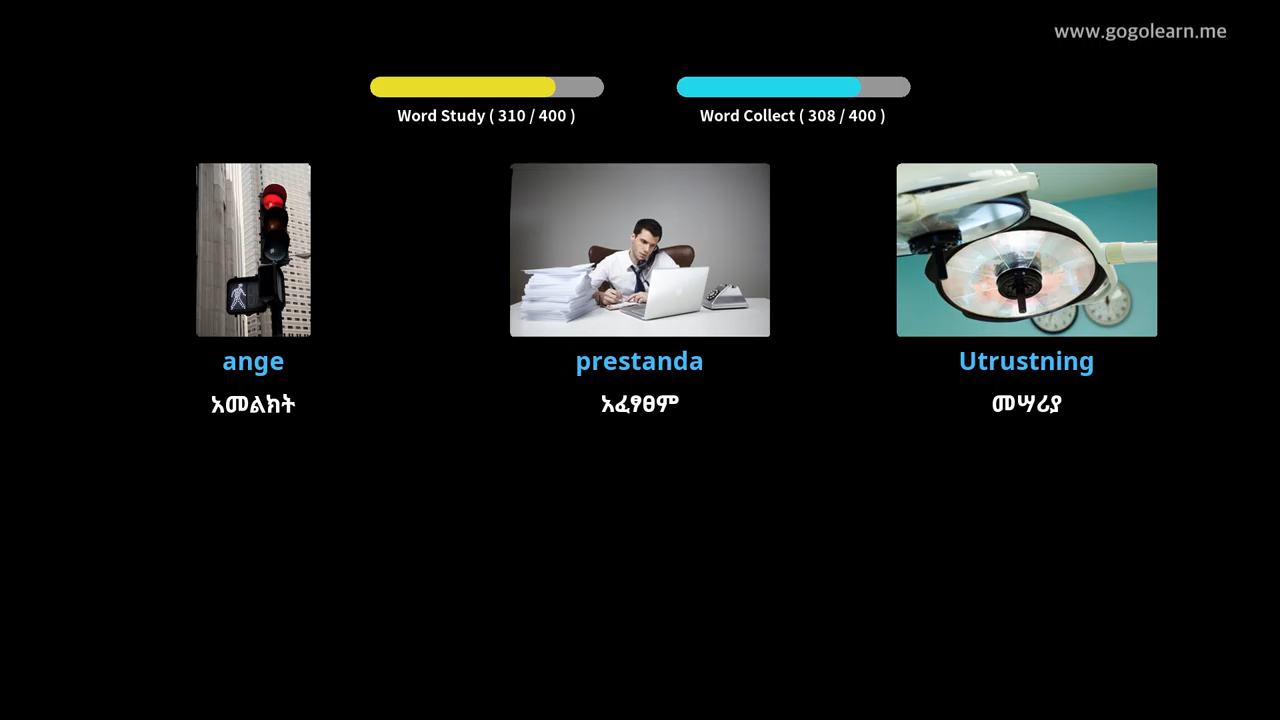 www.gogolearn.me
Word Study ( 310 / 400 )
Word Collect ( 308 / 400 )
ange
prestanda
Utrustning
አመልክት
አፈፃፀም
መሣሪያ